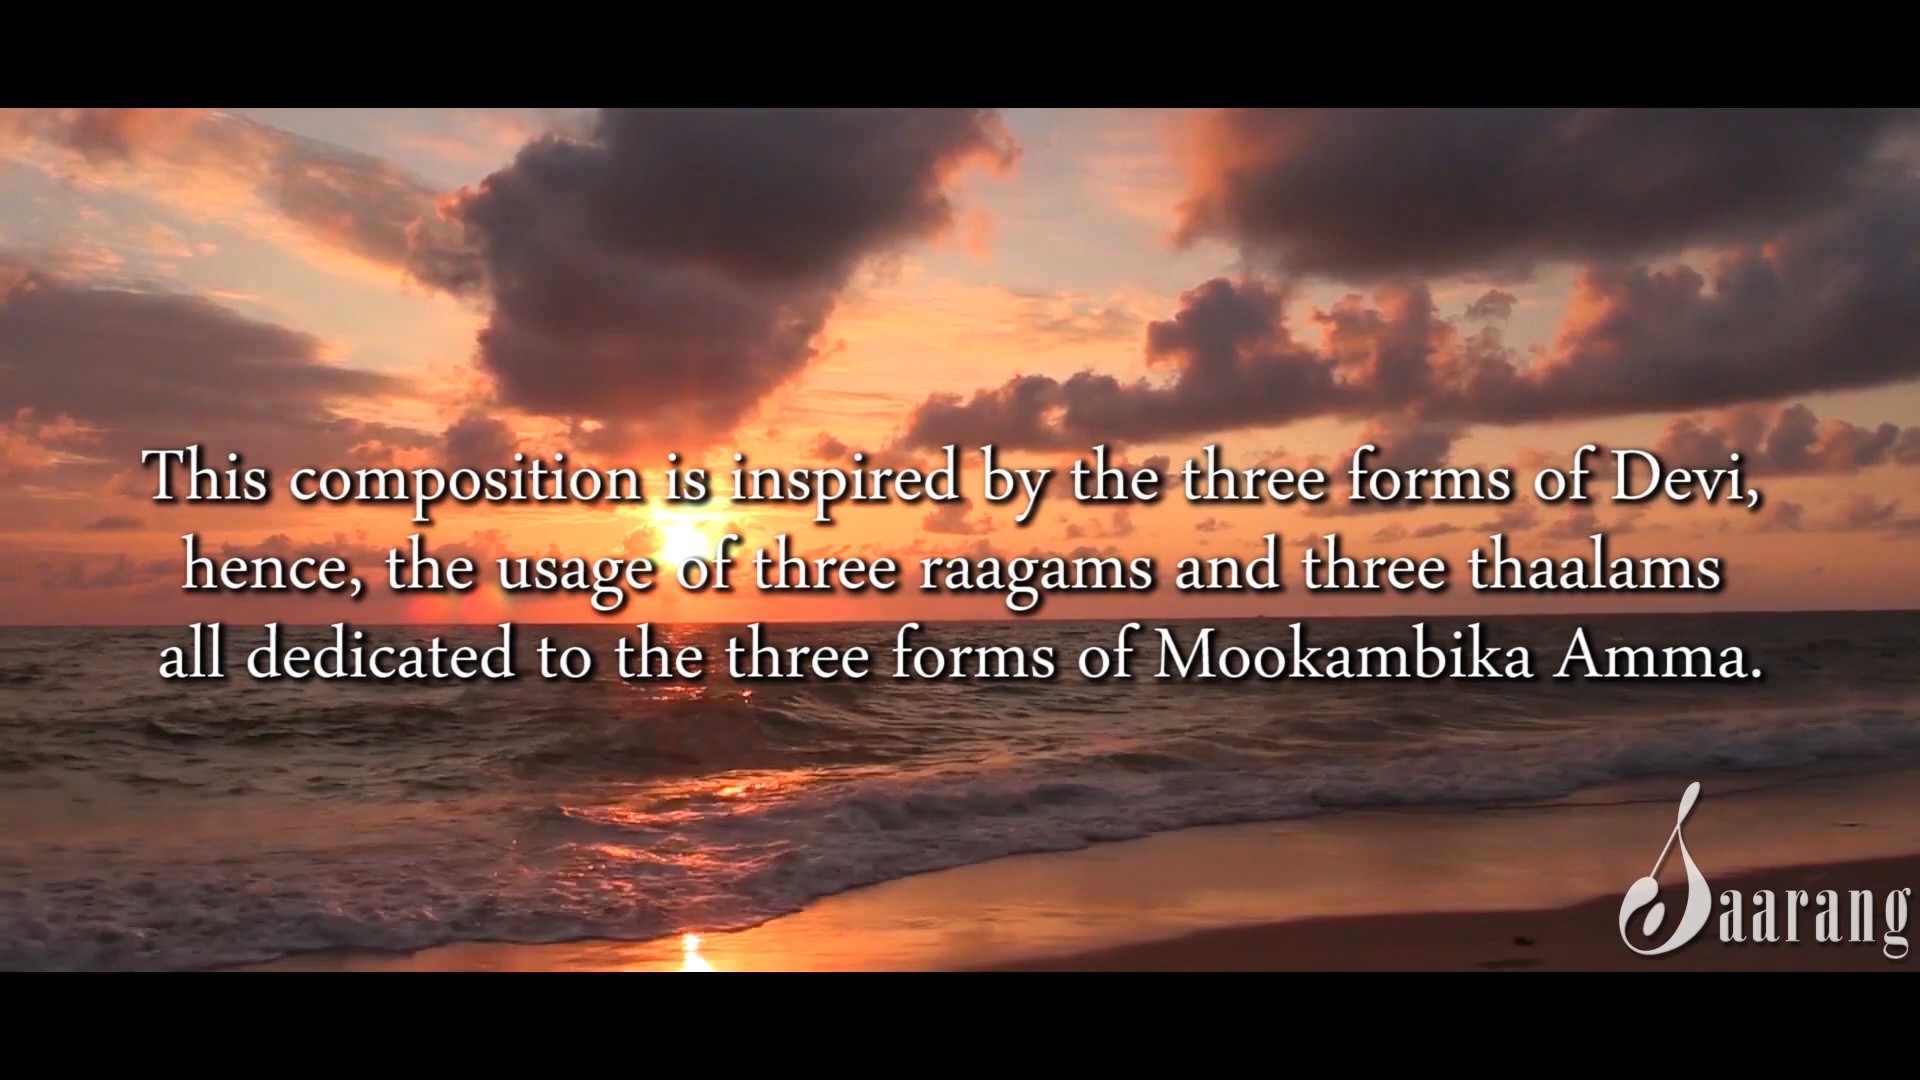 This composition is inspired by the three forms of Devi,
hence, the usage of three raagams and three thaalams
all dedicated to the three forms of Mookambika Amma.
Saarang